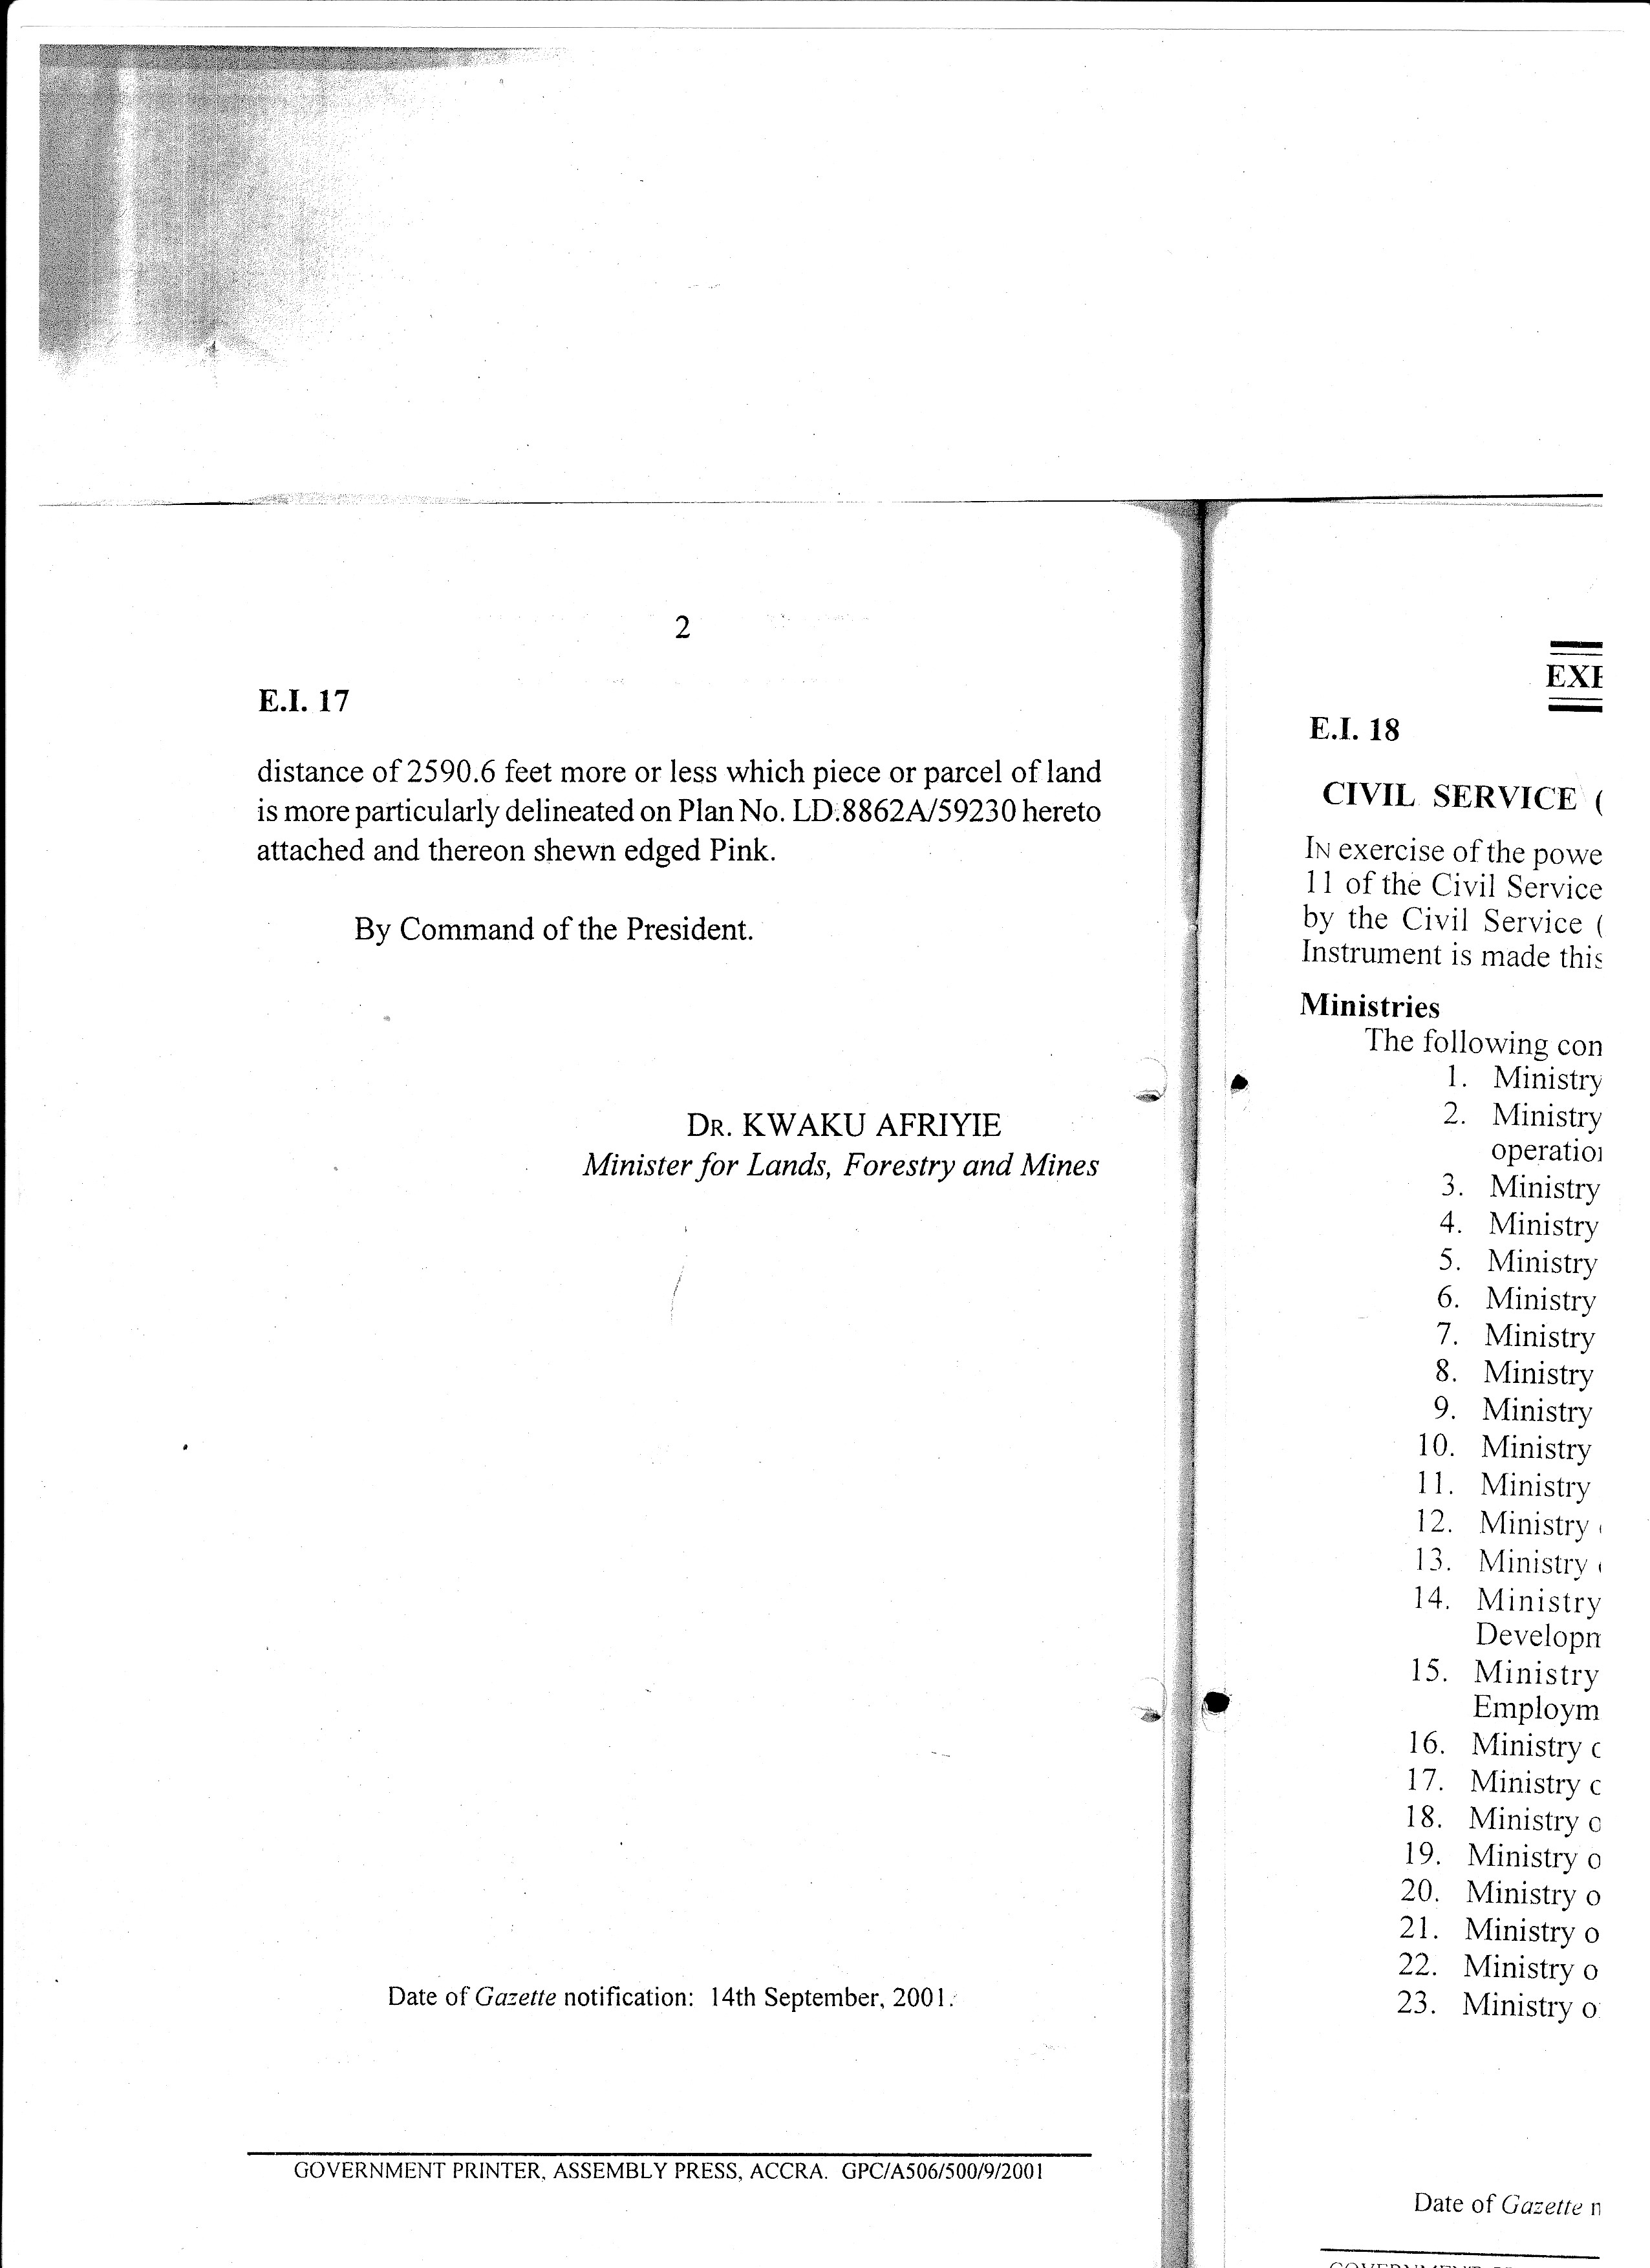 2
E.I. 17
distance of 2590.6 feet more or less which piece or parcel of land
is more particularly delineated on Plan No. LD.8862A/59230 hereto
attached and thereon shewn edged Pink.
By Command of the President.
DR. KWAKU AFRIYIE
Minister for Lands, Forestry and Mines
Date of Gazette notification: 14th September, 2001.
GOVERNMENT PRINTER, ASSEMBLY PRESS, ACCRA. GPC/A506/500/9/2001
E.I. 18
CIVIL SERVICE (
IN exercise of the powe
11 of the Civil Service
by the Civil Service (
Instrument is made this
Ministries
The following con
1. Ministry
2. Ministry
operatio
3. Ministry
4. Ministry
5. Ministry
6. Ministry
7. Ministry
8. Ministry
9. Ministry
10. Ministry
11. Ministry
12. Ministry
13. Ministry
14. Ministry
Develop
15. Ministry
Employm
16. Ministry
17. Ministry
18. Ministry o
19. Ministry o
20. Ministry o
21. Ministry o
22. Ministry o
23. Ministry o
Date of Gazette n